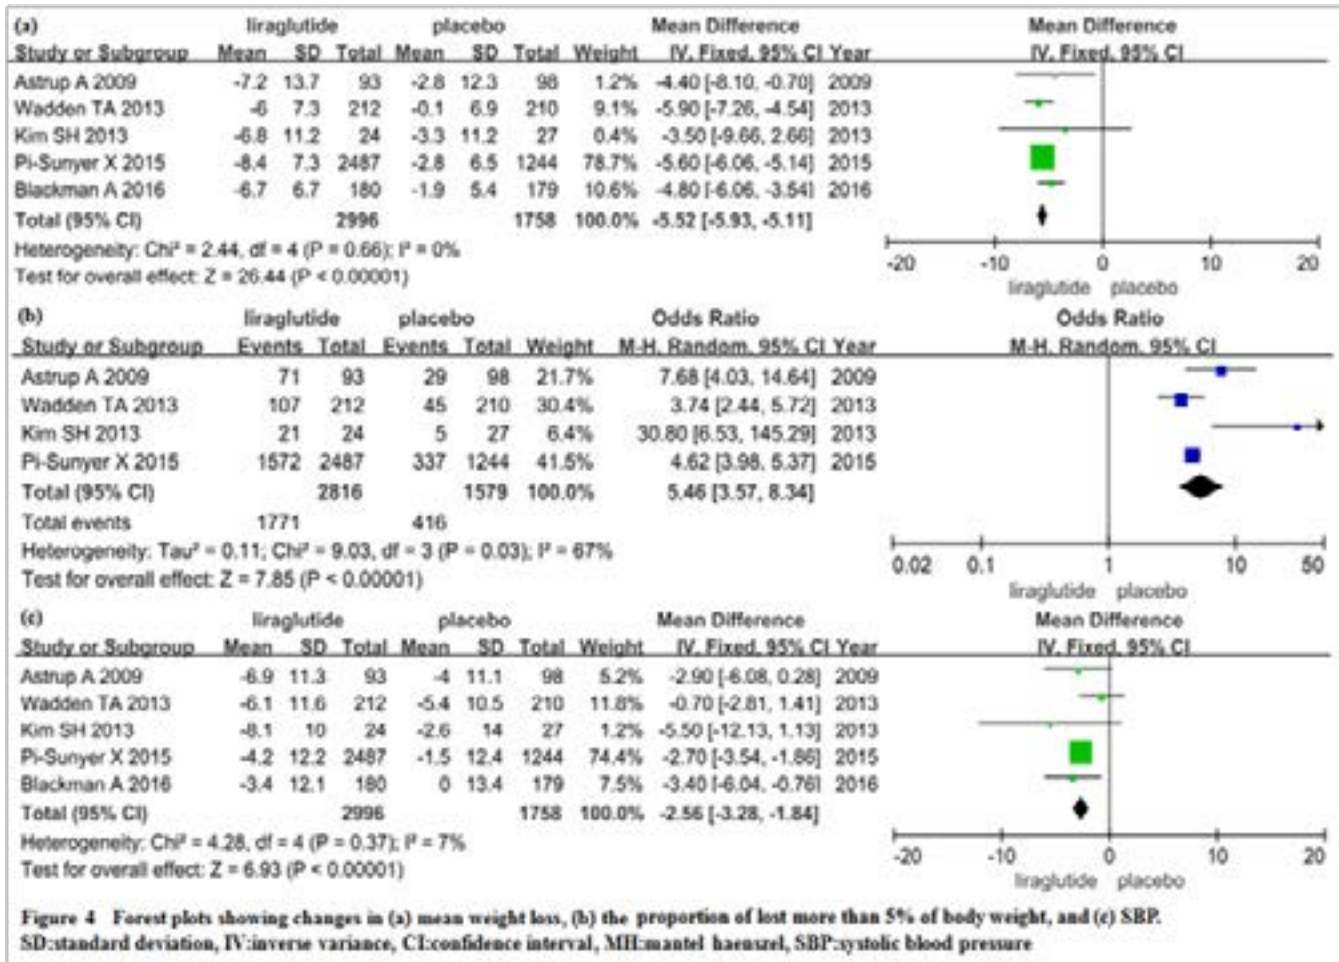 (a) liraglutide placebo Mean Difference Mean Difference
Study or Subgroup Mean SD Total Mean SD Total Weight IV, Fixed, 95% CI Year IV, Fixed, 95% CI
Astrup A 2009 -7.2 13.7 93 -2.8 12.3 98 1.2% -4.40 [-8.10, -0.70] 2009
Wadden TA 2013 -6 7.3 212 -0.1 6.9 210 9.1% -5.90 [-7.26, -4.54] 2013
Kim SH 2013 -6.8 11.2 24 -3.3 11.2 27 0.4% -3.50 [-9.66, 2.66] 2013
Pi-Sunyer X 2015 -8.4 7.3 2487 -2.8 6.5 1244 78.7% -5.60 [-6.06, -5.14] 2015
Blackman A 2016 -6.7 6.7 180 -1.9 5.4 179 10.6% -4.80 [-6.06, -3.54] 2016
Total (95% CI) 2996 1758 100.0% -5.52 [-5.93, -5.11]
Heterogeneity: Chi² = 2.44, df = 4 (P = 0.66); I² = 0%
Test for overall effect: Z = 26.44 (P < 0.00001)
-20 -10 0 10 20
liraglutide placebo
(b) liraglutide placebo Odds Ratio Odds Ratio
Study or Subgroup Events Total Events Total Weight M-H, Random, 95% CI Year M-H, Random, 95% CI
Astrup A 2009 71 93 29 98 21.7% 7.68 [4.03, 14.64] 2009
Wadden TA 2013 107 212 45 210 30.4% 3.74 [2.44, 5.72] 2013
Kim SH 2013 21 24 5 27 6.4% 30.80 [6.53, 145.29] 2013
Pi-Sunyer X 2015 1572 2487 337 1244 41.5% 4.62 [3.98, 5.37] 2015
Total (95% CI) 2816 1579 100.0% 5.46 [3.57, 8.34]
Total events 1771 416
Heterogeneity: Tau² = 0.11; Chi² = 9.03, df = 3 (P = 0.03); I² = 67%
Test for overall effect: Z = 7.85 (P < 0.00001)
0.02 0.1 1 10 50
liraglutide placebo
(c) liraglutide placebo Mean Difference Mean Difference
Study or Subgroup Mean SD Total Mean SD Total Weight IV, Fixed, 95% CI Year IV, Fixed, 95% CI
Astrup A 2009 -6.9 11.3 93 -4 11.1 98 5.2% -2.90 [-6.08, 0.28] 2009
Wadden TA 2013 -6.1 11.6 212 -5.4 10.5 210 11.8% -0.70 [-2.81, 1.41] 2013
Kim SH 2013 -8.1 10 24 -2.6 14 27 1.2% -5.50 [-12.13, 1.13] 2013
Pi-Sunyer X 2015 -4.2 12.2 2487 -1.5 12.4 1244 74.4% -2.70 [-3.54, -1.86] 2015
Blackman A 2016 -3.4 12.1 180 0 13.4 179 7.5% -3.40 [-6.04, -0.76] 2016
Total (95% CI) 2996 1758 100.0% -2.56 [-3.28, -1.84]
Heterogeneity: Chi² = 4.28, df = 4 (P = 0.37); I² = 7%
Test for overall effect: Z = 6.93 (P < 0.00001)
-20 -10 0 10 20
liraglutide placebo
Figure 4 Forest plots showing changes in (a) mean weight loss, (b) the proportion of lost more than 5% of body weight, and (c) SBP.
SD:standard deviation, IV:inverse variance, CI:confidence interval, MH:mantel haenszel, SBP:systolic blood pressure